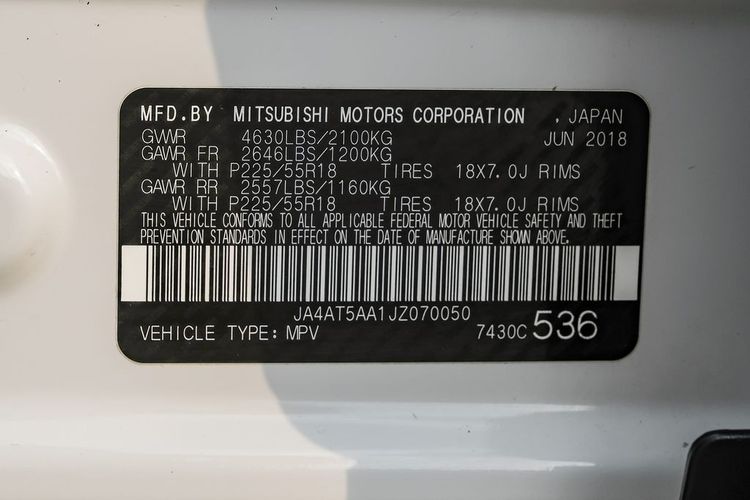 MFD.BY MITSUBISHI MOTORS CORPORATION , JAPAN
GVWR 4630LBS/2100KG JUN 2018
GAWR FR 2646LBS/1200KG
WITH P225/55R18 TIRES 18X7.0J RIMS
GAWR RR 2557LBS/1160KG
WITH P225/55R18 TIRES 18X7.0J RIMS
THIS VEHICLE CONFORMS TO ALL APPLICABLE FEDERAL MOTOR VEHICLE SAFETY AND THEFT
PREVENTION STANDARDS IN EFFECT ON THE DATE OF MANUFACTURE SHOWN ABOVE.
JA4AT5AA1JZ070050
VEHICLE TYPE: MPV 7430C 536